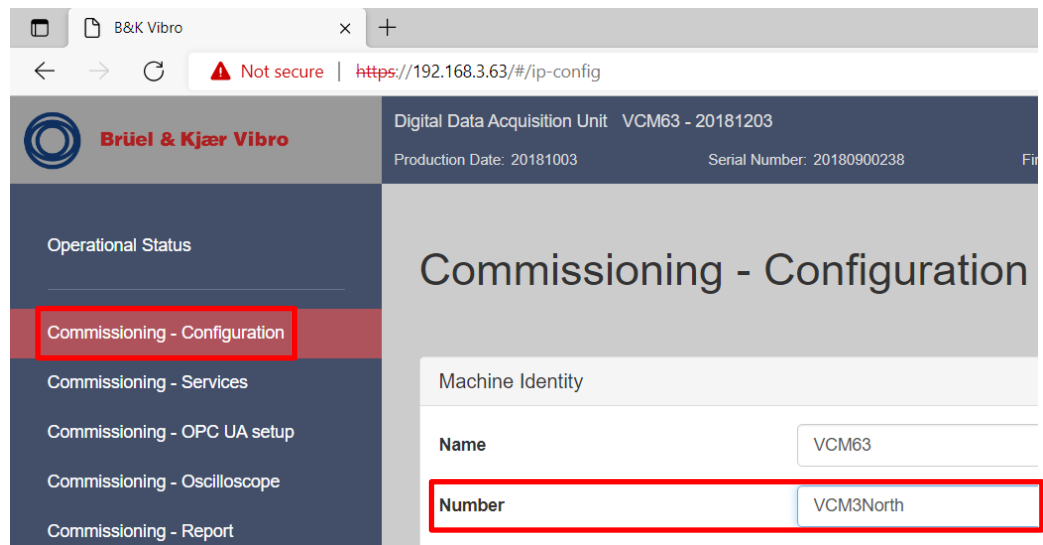 B&K Vibro
Not secure | https://192.168.3.63/#/ip-config
Brüel & Kjær Vibro
Digital Data Acquisition Unit VCM63 - 20181203
Production Date: 20181003 Serial Number: 20180900238 Fir
Operational Status
Commissioning - Configuration
Commissioning - Configuration
Commissioning - Services
Commissioning - OPC UA setup
Commissioning - Oscilloscope
Commissioning - Report
Machine Identity
Name VCM63
Number VCM3North